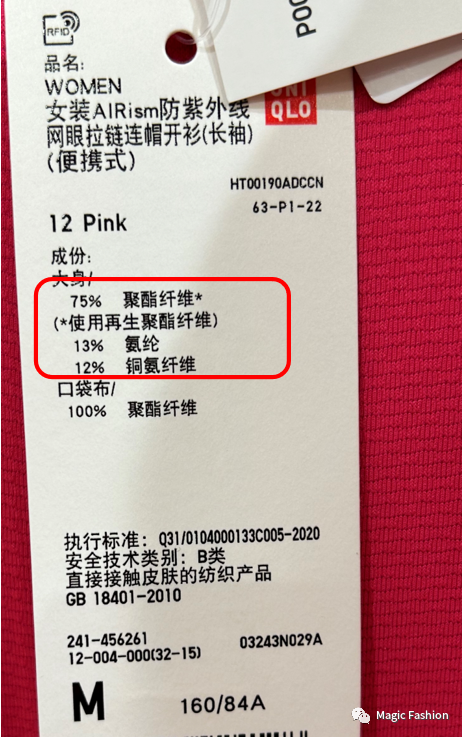 RFID
P00
品名:
WOMEN
女装AIRism防紫外线
网眼拉链连帽开衫(长袖)
(便携式)
UNI
QLO
HT00190ADCCN
63-P1-22
12 Pink
成份:
大身/
75% 聚酯纤维*
(*使用再生聚酯纤维)
13% 氨纶
12% 铜氨纤维
口袋布/
100% 聚酯纤维
执行标准: Q31/0104000133C005-2020
安全技术类别: B类
直接接触皮肤的纺织产品
GB 18401-2010
241-456261 03243N029A
12-004-000(32-15)
M 160/84A
Magic Fashion